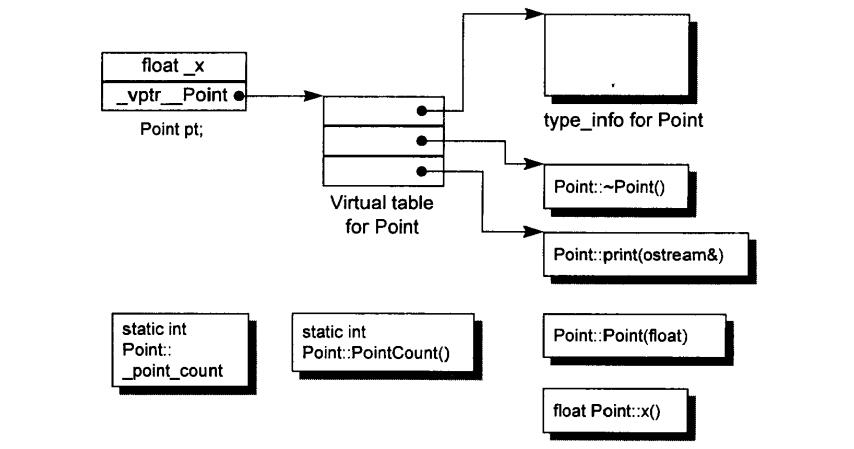 float _x
_vptr__Point
Point pt;
Virtual table
for Point
type_info for Point
Point::~Point()
Point::print(ostream&)
static int
Point::
_point_count
static int
Point::PointCount()
Point::Point(float)
float Point::x()